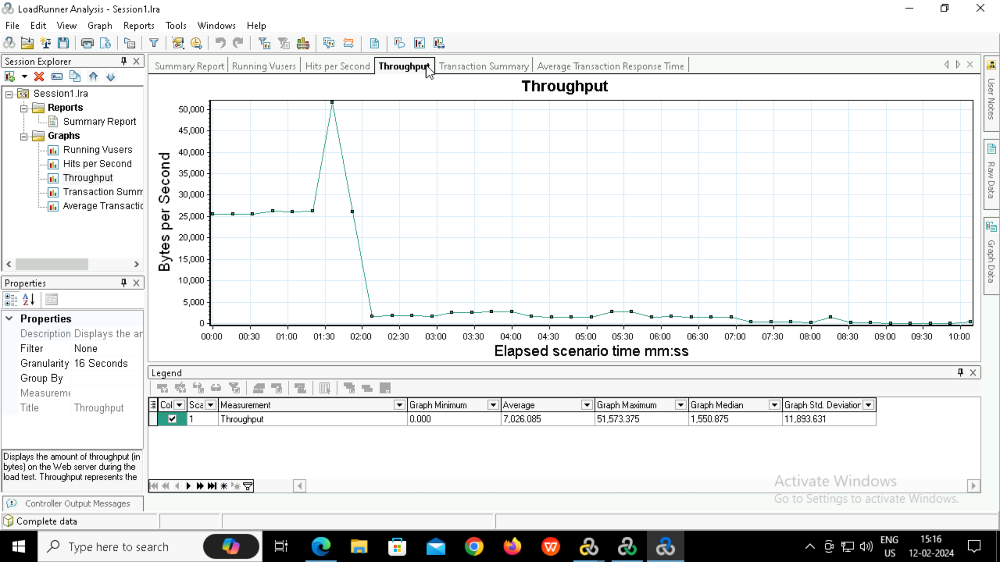 LoadRunner Analysis - Session1.lra
File Edit View Graph Reports Tools Windows Help
Session Explorer
Session1.lra
Reports
Summary Report
Graphs
Running Vusers
Hits per Second
Throughput
Transaction Summ
Average Transactic
Properties
Properties
Description Displays the ar
Filter None
Granularity 16 Seconds
Group By
Measureme
Title Throughput
Displays the amount of throughput (in
bytes) on the Web server during the
load test. Throughput represents the
Controller Output Messages
Complete data
Summary Report Running Vusers Hits per Second Throughput Transaction Summary Average Transaction Response Time
Throughput
Bytes per Second
50,000
45,000
40,000
35,000
30,000
25,000
20,000
15,000
10,000
5,000
0
00:00 00:30 01:00 01:30 02:00 02:30 03:00 03:30 04:00 04:30 05:00 05:30 06:00 06:30 07:00 07:30 08:00 08:30 09:00 09:30 10:00
Elapsed scenario time mm:ss
Legend
Col Sca Measurement Graph Minimum Average Graph Maximum Graph Median Graph Std. Deviatior
1 Throughput 0.000 7,026.085 51,573.375 1,550.875 11,893.631
User Notes
Raw Data
Graph Data
Activate Windows
Go to Settings to activate Windows.
Type here to search
ENG
US
15:16
12-02-2024